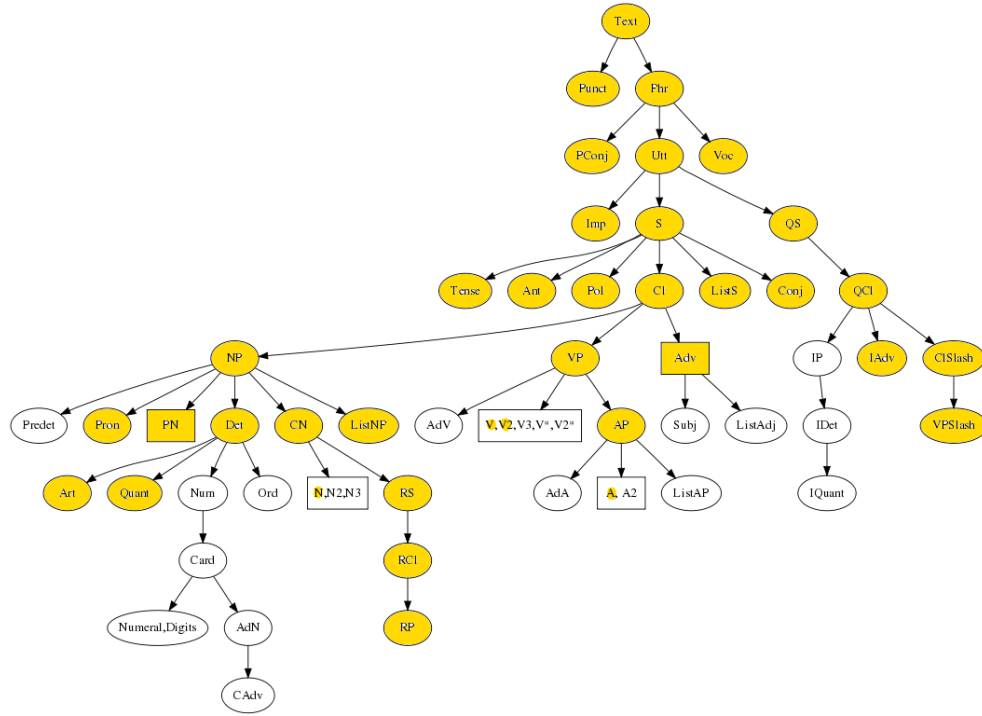 Text
Punct Phr
PConj Utt Voc
Imp S QS
Tense Ant Pol Cl ListS Conj QCl
NP VP Adv IP IAdv ClSlash
Predet Pron PN Det CN ListNP AdV V,V2,V3,V*,V2* AP Subj ListAdj IDet VPSlash
Art Quant Num Ord N,N2,N3 RS AdA A, A2 ListAP IQuant
Card RCl
Numeral,Digits AdN RP
CAdv